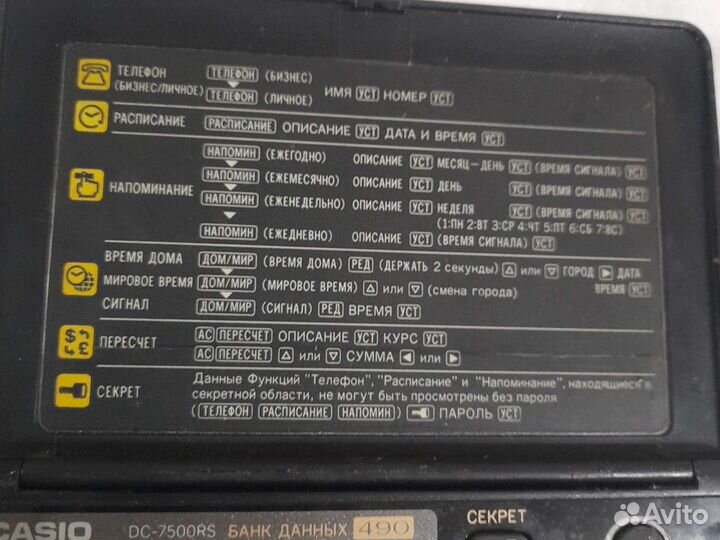 ТЕЛЕФОН ТЕЛЕФОН (БИЗНЕС)
(БИЗНЕС/ЛИЧНОЕ) ТЕЛЕФОН (ЛИЧНОЕ) ИМЯ УСТ НОМЕР УСТ
РАСПИСАНИЕ РАСПИСАНИЕ ОПИСАНИЕ УСТ ДАТА И ВРЕМЯ УСТ
НАПОМИН (ЕЖЕГОДНО) ОПИСАНИЕ УСТ МЕСЯЦ-ДЕНЬ УСТ (ВРЕМЯ СИГНАЛА) УСТ
НАПОМИНАНИЕ НАПОМИН (ЕЖЕМЕСЯЧНО) ОПИСАНИЕ УСТ ДЕНЬ УСТ (ВРЕМЯ СИГНАЛА) УСТ
НАПОМИН (ЕЖЕНЕДЕЛЬНО) ОПИСАНИЕ УСТ НЕДЕЛЯ УСТ (ВРЕМЯ СИГНАЛА) УСТ
(1:ПН 2:ВТ 3:СР 4:ЧТ 5:ПТ 6:СБ 7:ВС)
НАПОМИН (ЕЖЕДНЕВНО) ОПИСАНИЕ УСТ (ВРЕМЯ СИГНАЛА) УСТ
ВРЕМЯ ДОМА ДОМ/МИР (ВРЕМЯ ДОМА) РЕД (ДЕРЖАТЬ 2 секунды) △ или ▽ ГОРОД ▶ ДАТА
МИРОВОЕ ВРЕМЯ ДОМ/МИР (МИРОВОЕ ВРЕМЯ) △ или ▽ (смена города) ВРЕМЯ УСТ
СИГНАЛ ДОМ/МИР (СИГНАЛ) РЕД ВРЕМЯ УСТ
$ £ ПЕРЕСЧЕТ АС ПЕРЕСЧЕТ ОПИСАНИЕ УСТ КУРС УСТ
АС ПЕРЕСЧЕТ △ или ▽ СУММА ◀ или ▶
Данные Функций "Телефон", "Расписание" и "Напоминание", находящиеся в
СЕКРЕТ секретной области, не могут быть просмотрены без пароля
(ТЕЛЕФОН РАСПИСАНИЕ НАПОМИН) ПАРОЛЬ УСТ
CASIO DC-7500RS БАНК ДАННЫХ 490 СЕКРЕТ
Avito